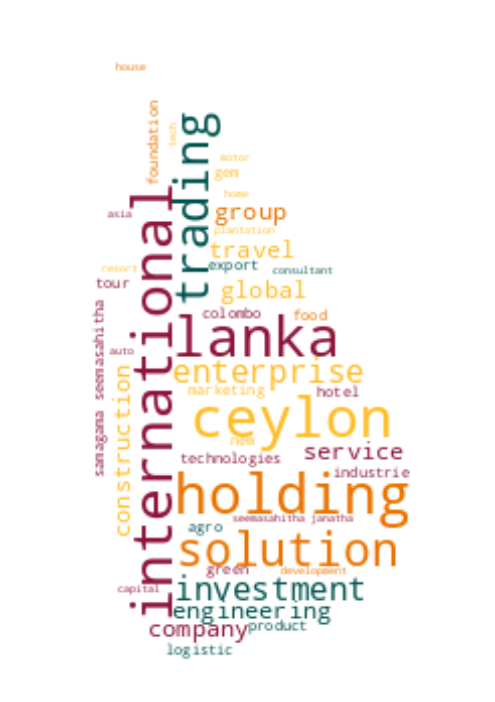 house
foundation
tech
trading
motor
gem
home
asia
group
plantation
travel
international
resort
export
consultant
tour
global
samagama seemasahitha
colombo
food
lanka
auto
enterprise
construction
marketing
hotel
ceylon
new
service
technologies
industrie
holding
seemasahitha janatha
agro
solution
green
development
capital
investment
engineering
company
product
logistic